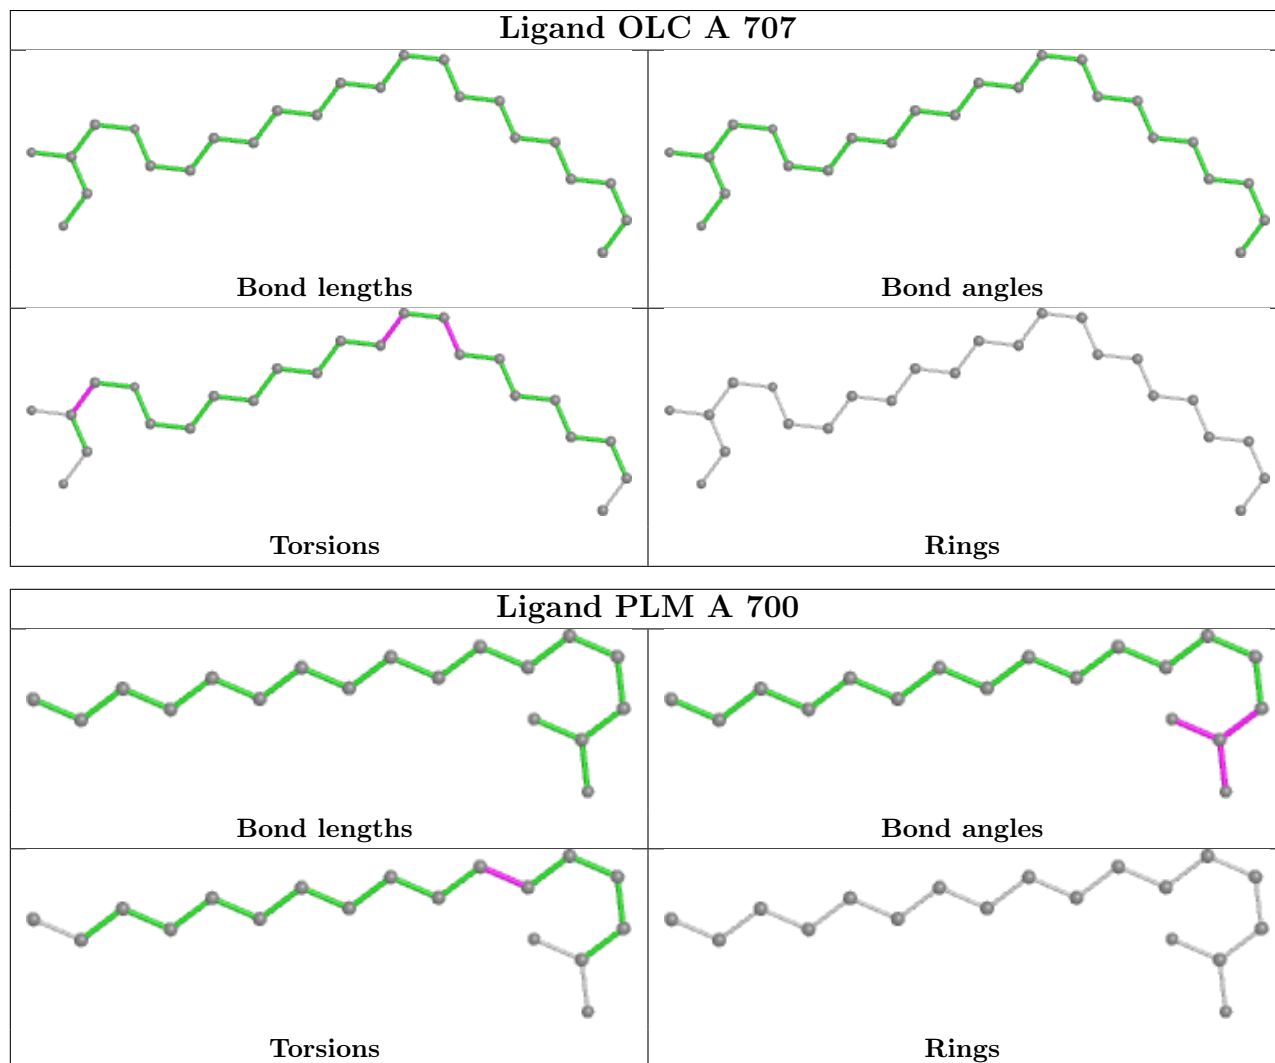 Ligand OLC A 707
Bond lengths
Bond angles
Torsions
Rings
Ligand PLM A 700
Bond lengths
Bond angles
Torsions
Rings